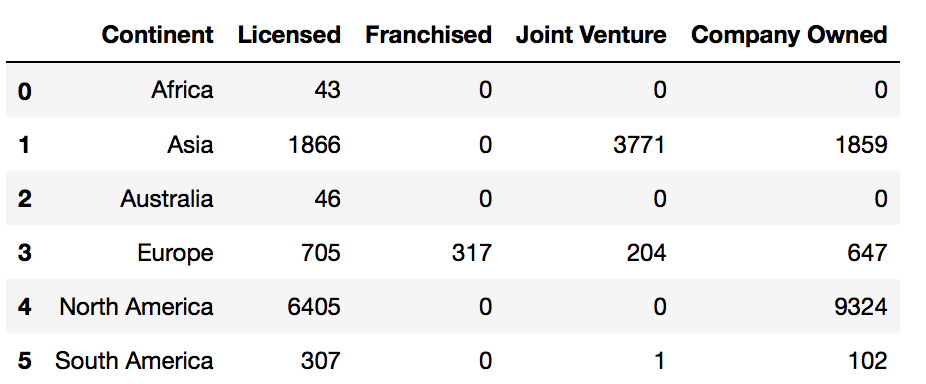 Continent Licensed Franchised Joint Venture Company Owned
0 Africa 43 0 0 0
1 Asia 1866 0 3771 1859
2 Australia 46 0 0 0
3 Europe 705 317 204 647
4 North America 6405 0 0 9324
5 South America 307 0 1 102